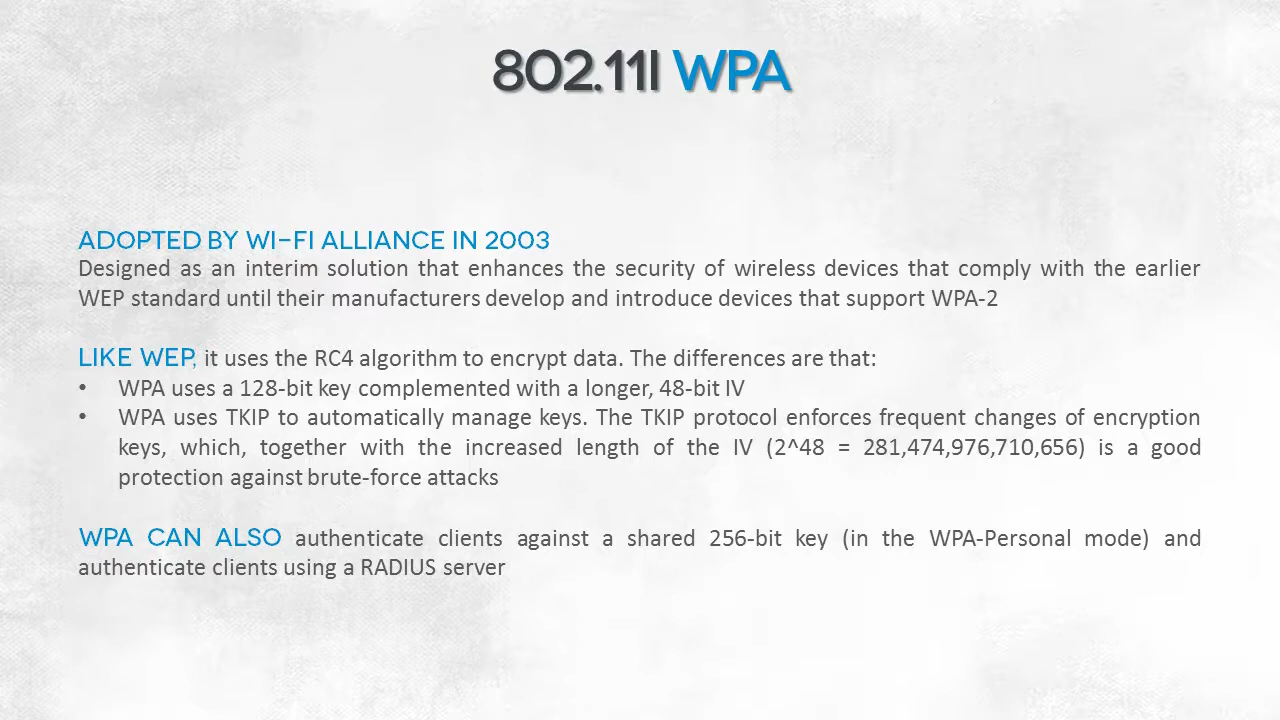 802.11I WPA
ADOPTED BY WI-FI ALLIANCE IN 2003
Designed as an interim solution that enhances the security of wireless devices that comply with the earlier
WEP standard until their manufacturers develop and introduce devices that support WPA-2
LIKE WEP, it uses the RC4 algorithm to encrypt data. The differences are that:
• WPA uses a 128-bit key complemented with a longer, 48-bit IV
• WPA uses TKIP to automatically manage keys. The TKIP protocol enforces frequent changes of encryption
keys, which, together with the increased length of the IV (2^48 = 281,474,976,710,656) is a good
protection against brute-force attacks
WPA CAN ALSO authenticate clients against a shared 256-bit key (in the WPA-Personal mode) and
authenticate clients using a RADIUS server